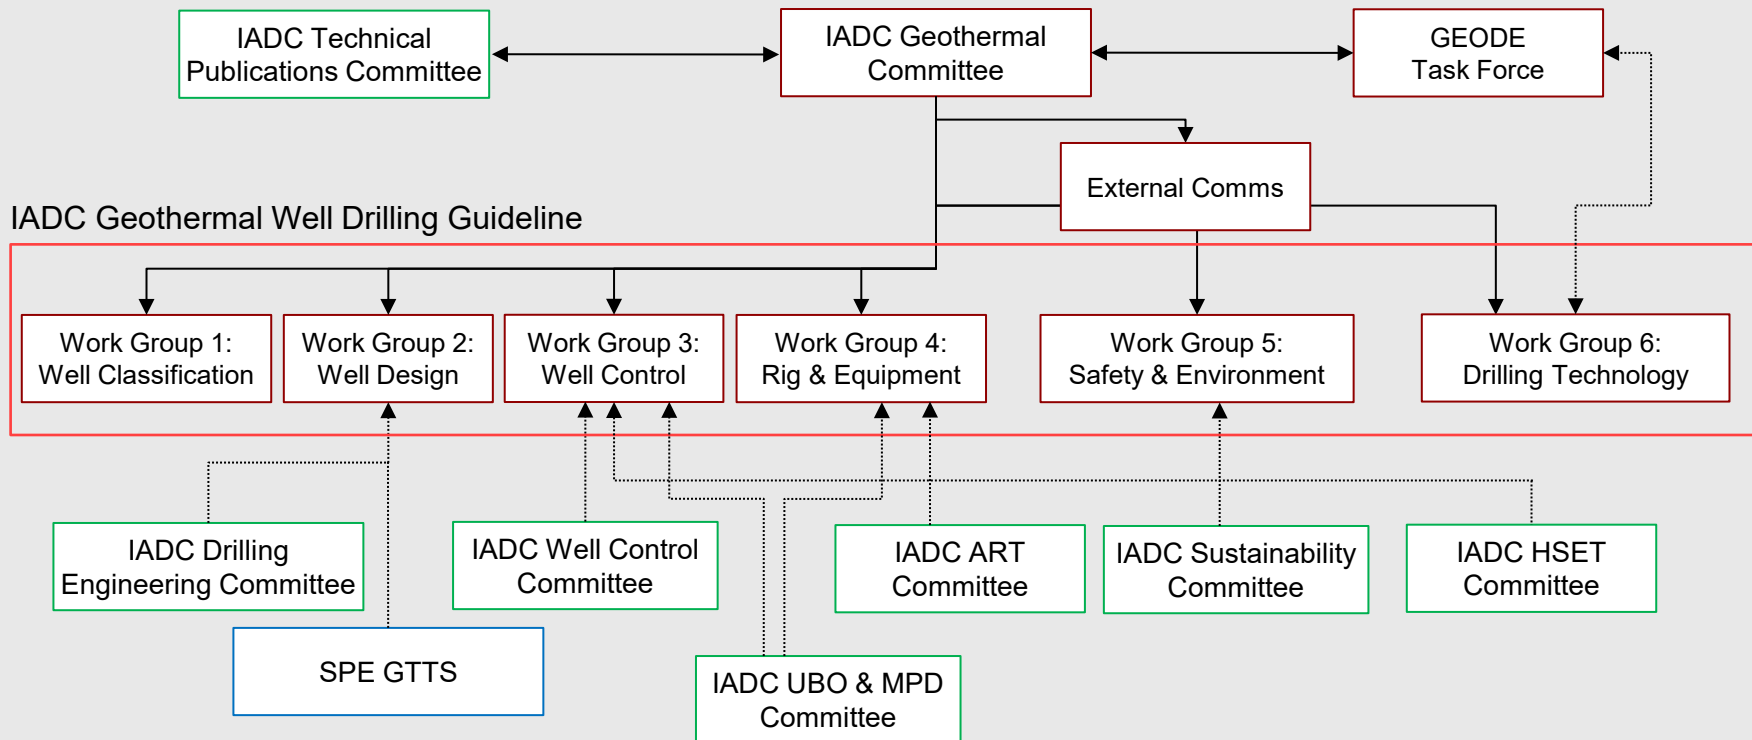 IADC Technical
Publications Committee
IADC Geothermal
Committee
GEODE
Task Force
External Comms
IADC Geothermal Well Drilling Guideline
Work Group 1:
Well Classification
Work Group 2:
Well Design
Work Group 3:
Well Control
Work Group 4:
Rig & Equipment
Work Group 5:
Safety & Environment
Work Group 6:
Drilling Technology
IADC Drilling
Engineering Committee
IADC Well Control
Committee
IADC ART
Committee
IADC Sustainability
Committee
IADC HSET
Committee
SPE GTTS
IADC UBO & MPD
Committee